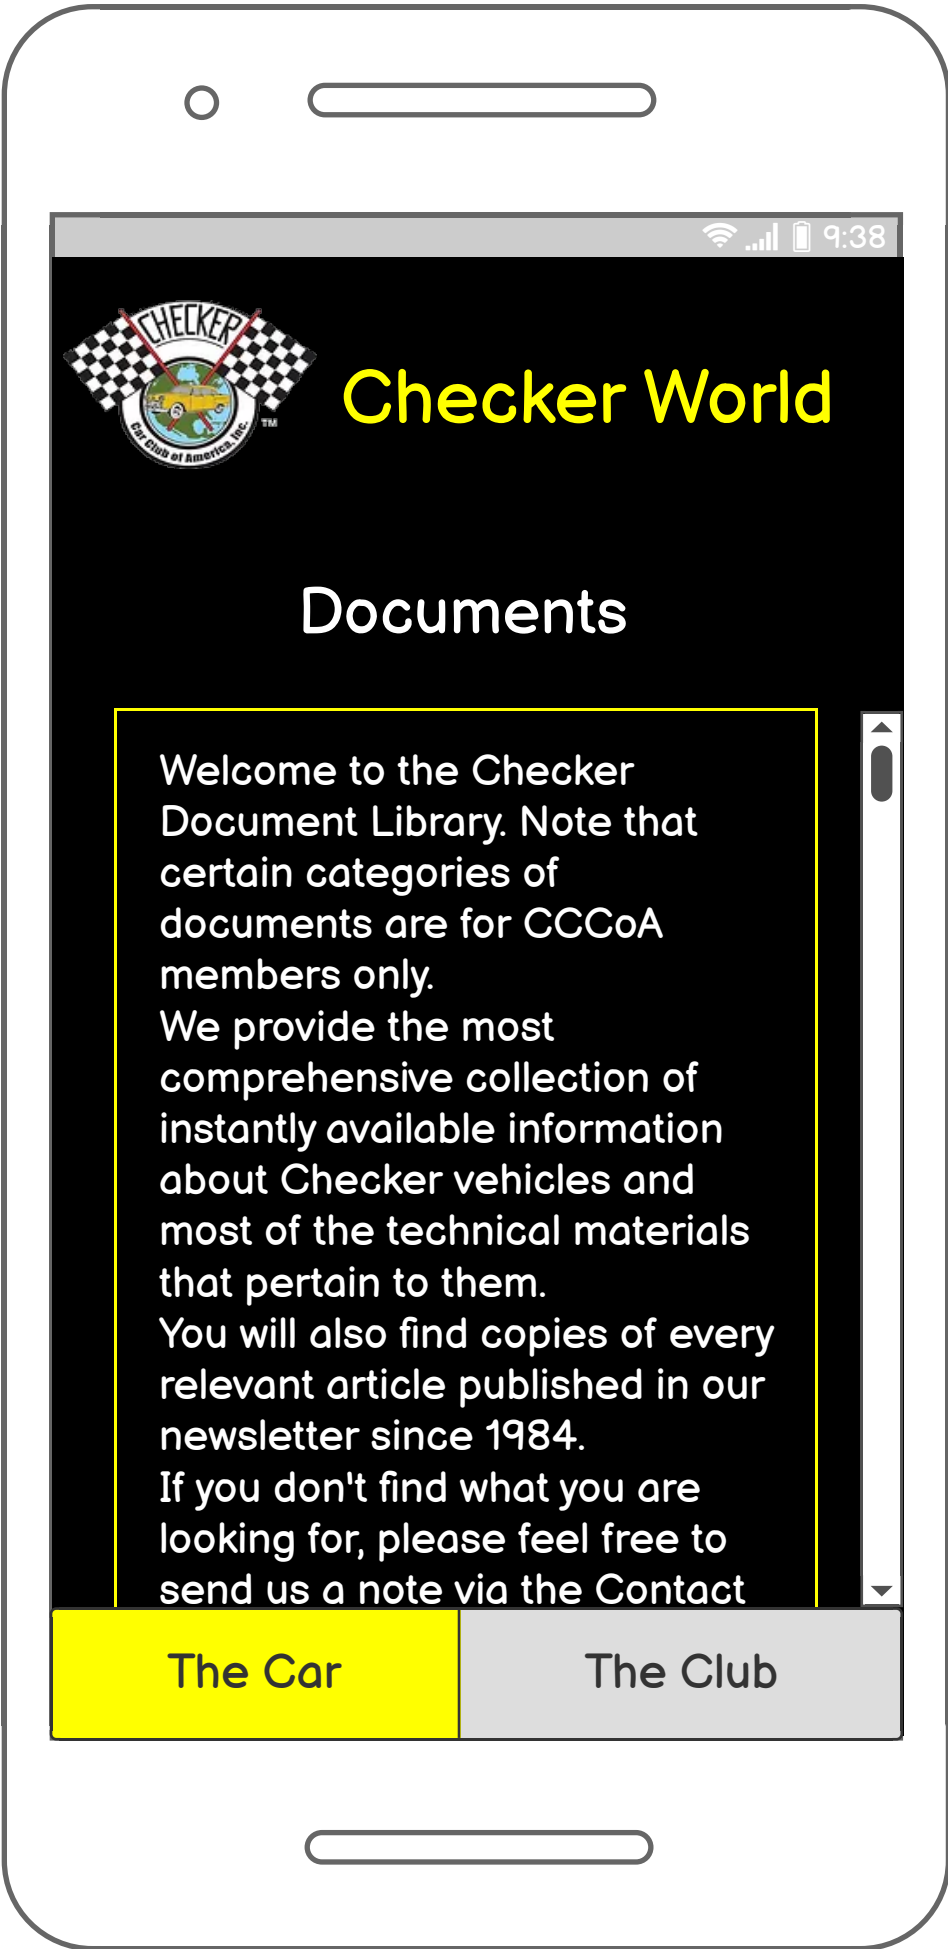 9:38
CHECKER
Car Club of America, Inc.
TM
Checker World
Documents
Welcome to the Checker
Document Library. Note that
certain categories of
documents are for CCCoA
members only.
We provide the most
comprehensive collection of
instantly available information
about Checker vehicles and
most of the technical materials
that pertain to them.
You will also find copies of every
relevant article published in our
newsletter since 1984.
If you don't find what you are
looking for, please feel free to
send us a note via the Contact
The Car
The Club